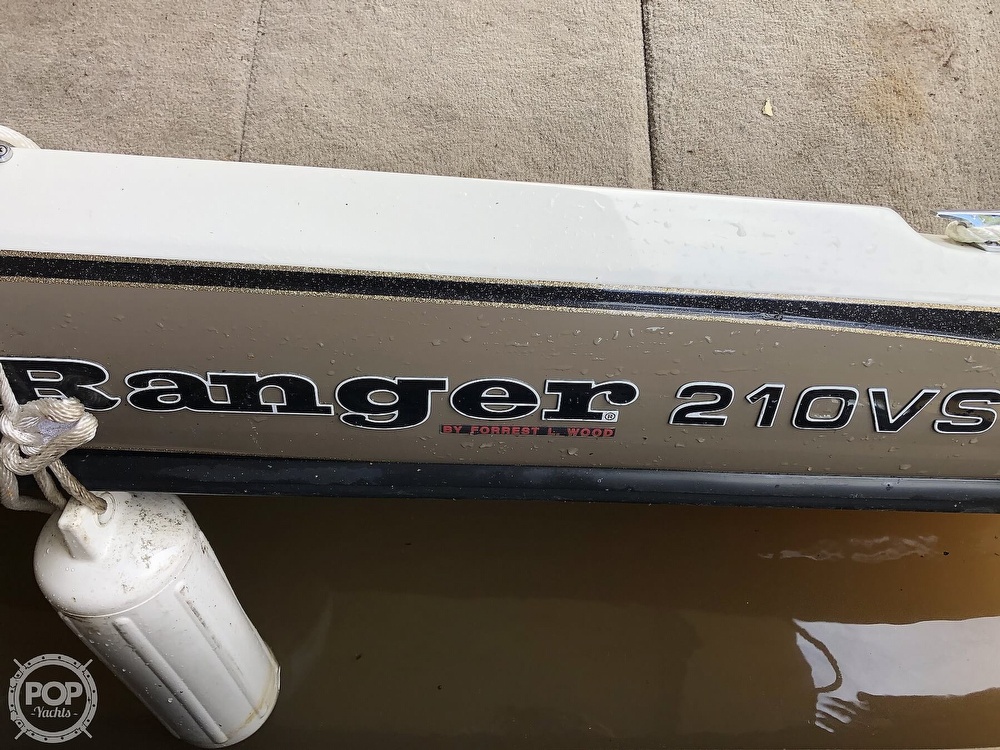 Ranger® 210VS
BY FORREST L. WOOD
POP
-Yachts-